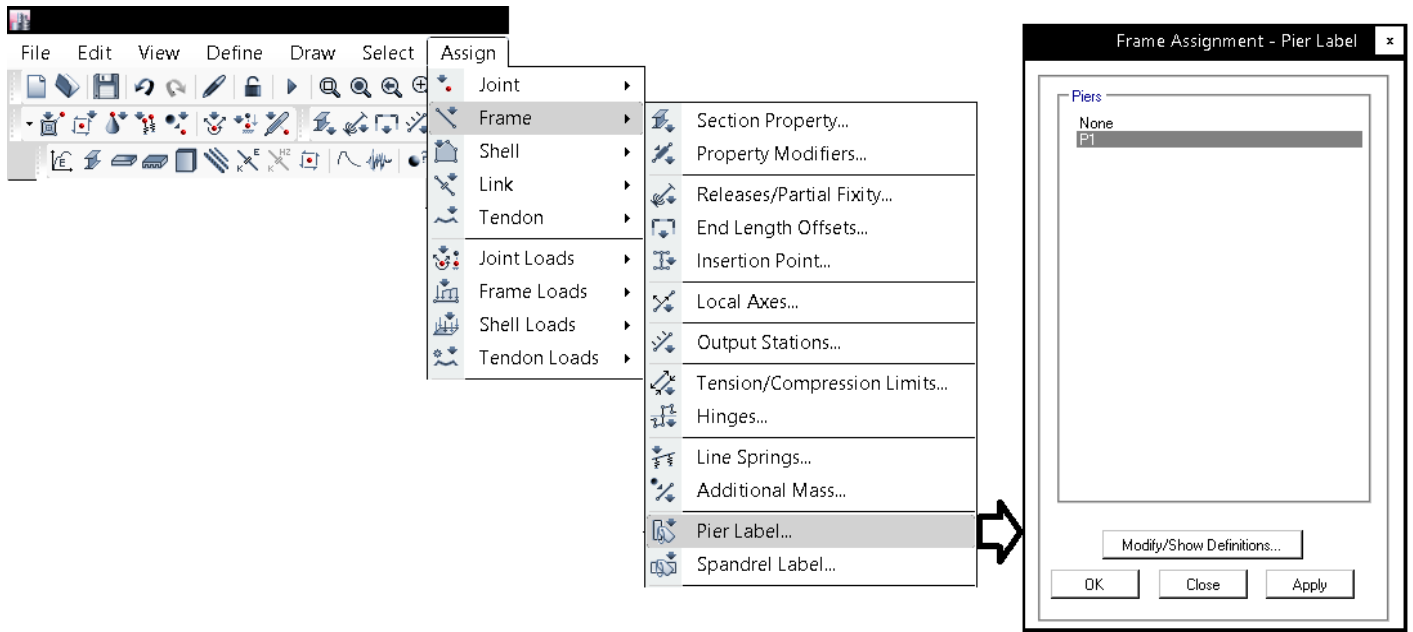 File Edit View Define Draw Select Assign
Joint
Frame
Shell
Link
Tendon
Joint Loads
Frame Loads
Shell Loads
Tendon Loads
Section Property...
Property Modifiers...
Releases/Partial Fixity...
End Length Offsets...
Insertion Point...
Local Axes...
Output Stations...
Tension/Compression Limits...
Hinges...
Line Springs...
Additional Mass...
Pier Label...
Spandrel Label...
Frame Assignment - Pier Label x
Piers
None
P1
Modify/Show Definitions...
OK Close Apply